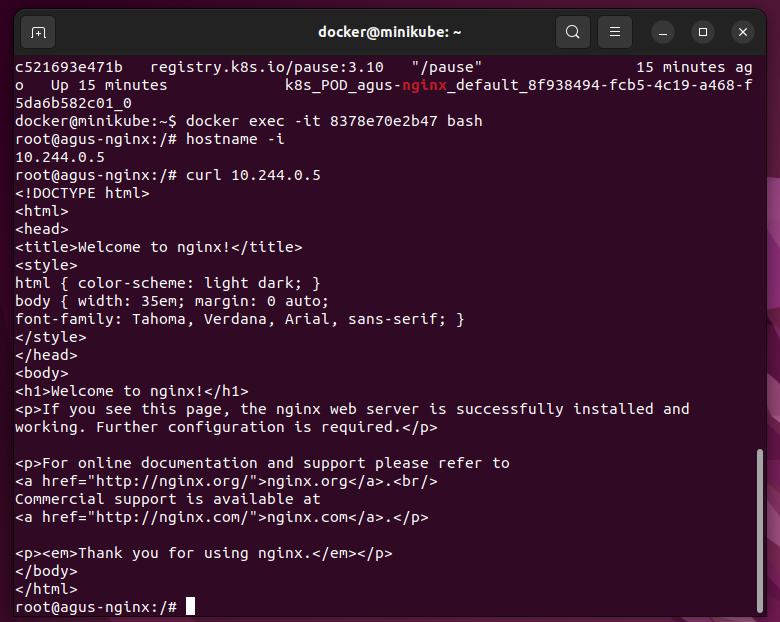 docker@minikube: ~
c521693e471b   registry.k8s.io/pause:3.10   "/pause"                 15 minutes ag
o   Up 15 minutes             k8s_POD_agus-nginx_default_8f938494-fcb5-4c19-a468-f
5da6b582c01_0
docker@minikube:~$ docker exec -it 8378e70e2b47 bash
root@agus-nginx:/# hostname -i
10.244.0.5
root@agus-nginx:/# curl 10.244.0.5
<!DOCTYPE html>
<html>
<head>
<title>Welcome to nginx!</title>
<style>
html { color-scheme: light dark; }
body { width: 35em; margin: 0 auto;
font-family: Tahoma, Verdana, Arial, sans-serif; }
</style>
</head>
<body>
<h1>Welcome to nginx!</h1>
<p>If you see this page, the nginx web server is successfully installed and
working. Further configuration is required.</p>

<p>For online documentation and support please refer to
<a href="http://nginx.org/">nginx.org</a>.<br/>
Commercial support is available at
<a href="http://nginx.com/">nginx.com</a>.</p>

<p><em>Thank you for using nginx.</em></p>
</body>
</html>
root@agus-nginx:/#